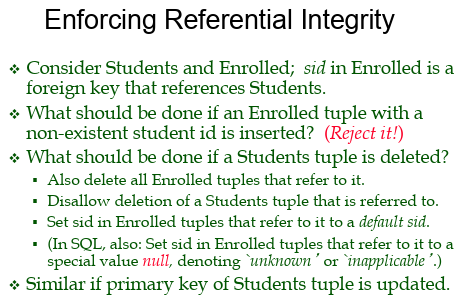 Enforcing Referential Integrity
❖ Consider Students and Enrolled; sid in Enrolled is a
foreign key that references Students.
❖ What should be done if an Enrolled tuple with a
non-existent student id is inserted? (Reject it!)
❖ What should be done if a Students tuple is deleted?
▪ Also delete all Enrolled tuples that refer to it.
▪ Disallow deletion of a Students tuple that is referred to.
▪ Set sid in Enrolled tuples that refer to it to a default sid.
▪ (In SQL, also: Set sid in Enrolled tuples that refer to it to a
special value null, denoting `unknown ' or `inapplicable '.)
❖ Similar if primary key of Students tuple is updated.